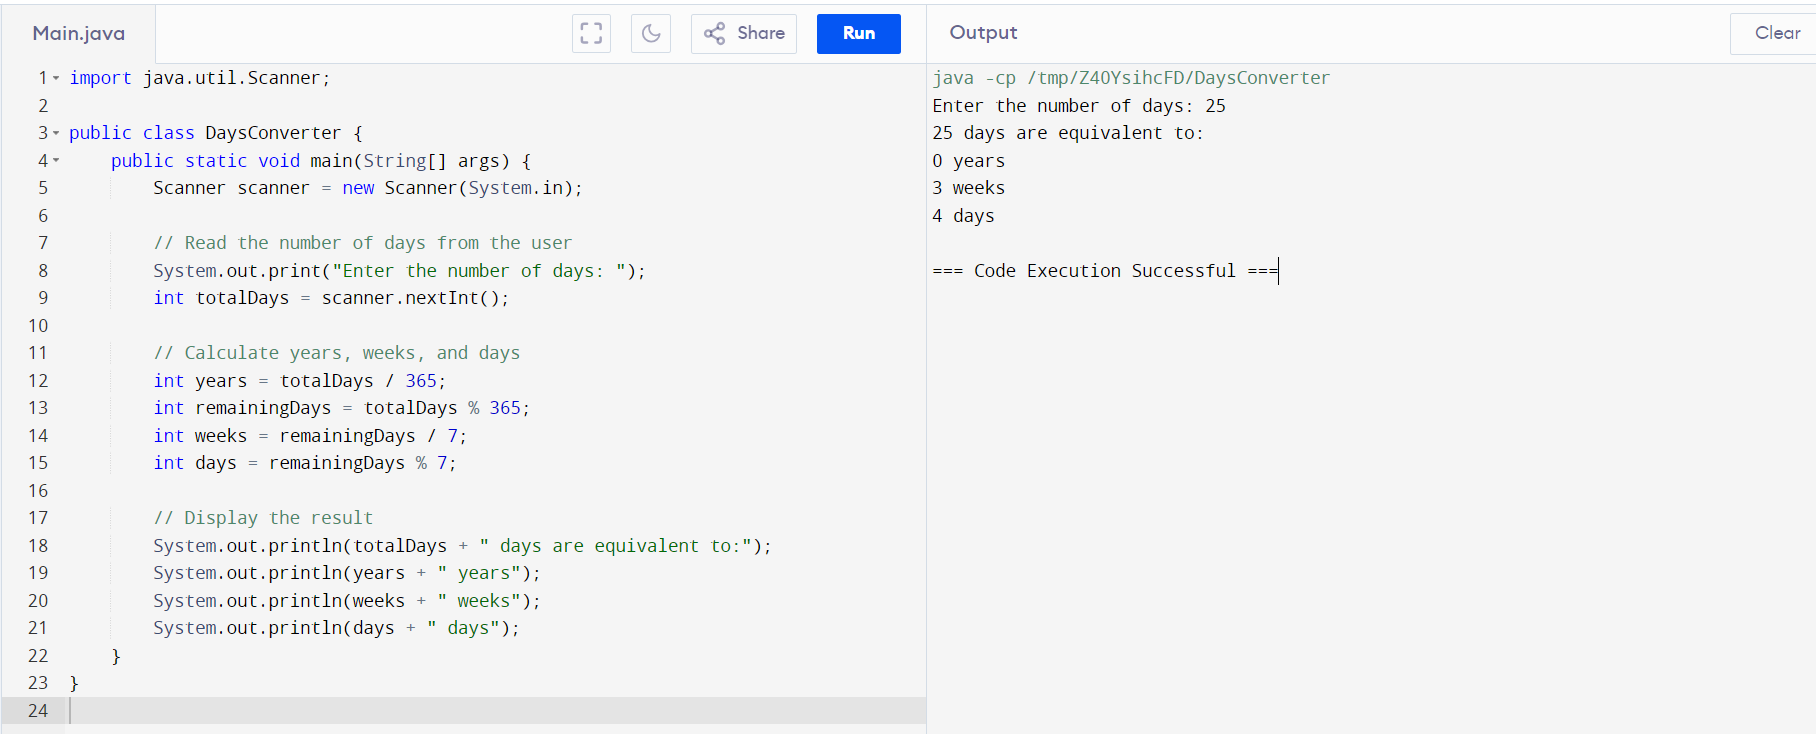 Main.java
Share
Run
Output
Clear
1 import java.util.Scanner;
2
3 public class DaysConverter {
4     public static void main(String[] args) {
5         Scanner scanner = new Scanner(System.in);
6
7         // Read the number of days from the user
8         System.out.print("Enter the number of days: ");
9         int totalDays = scanner.nextInt();
10
11         // Calculate years, weeks, and days
12         int years = totalDays / 365;
13         int remainingDays = totalDays % 365;
14         int weeks = remainingDays / 7;
15         int days = remainingDays % 7;
16
17         // Display the result
18         System.out.println(totalDays + " days are equivalent to:");
19         System.out.println(years + " years");
20         System.out.println(weeks + " weeks");
21         System.out.println(days + " days");
22     }
23 }
24
java -cp /tmp/Z40YsihcFD/DaysConverter
Enter the number of days: 25
25 days are equivalent to:
0 years
3 weeks
4 days
=== Code Execution Successful ===